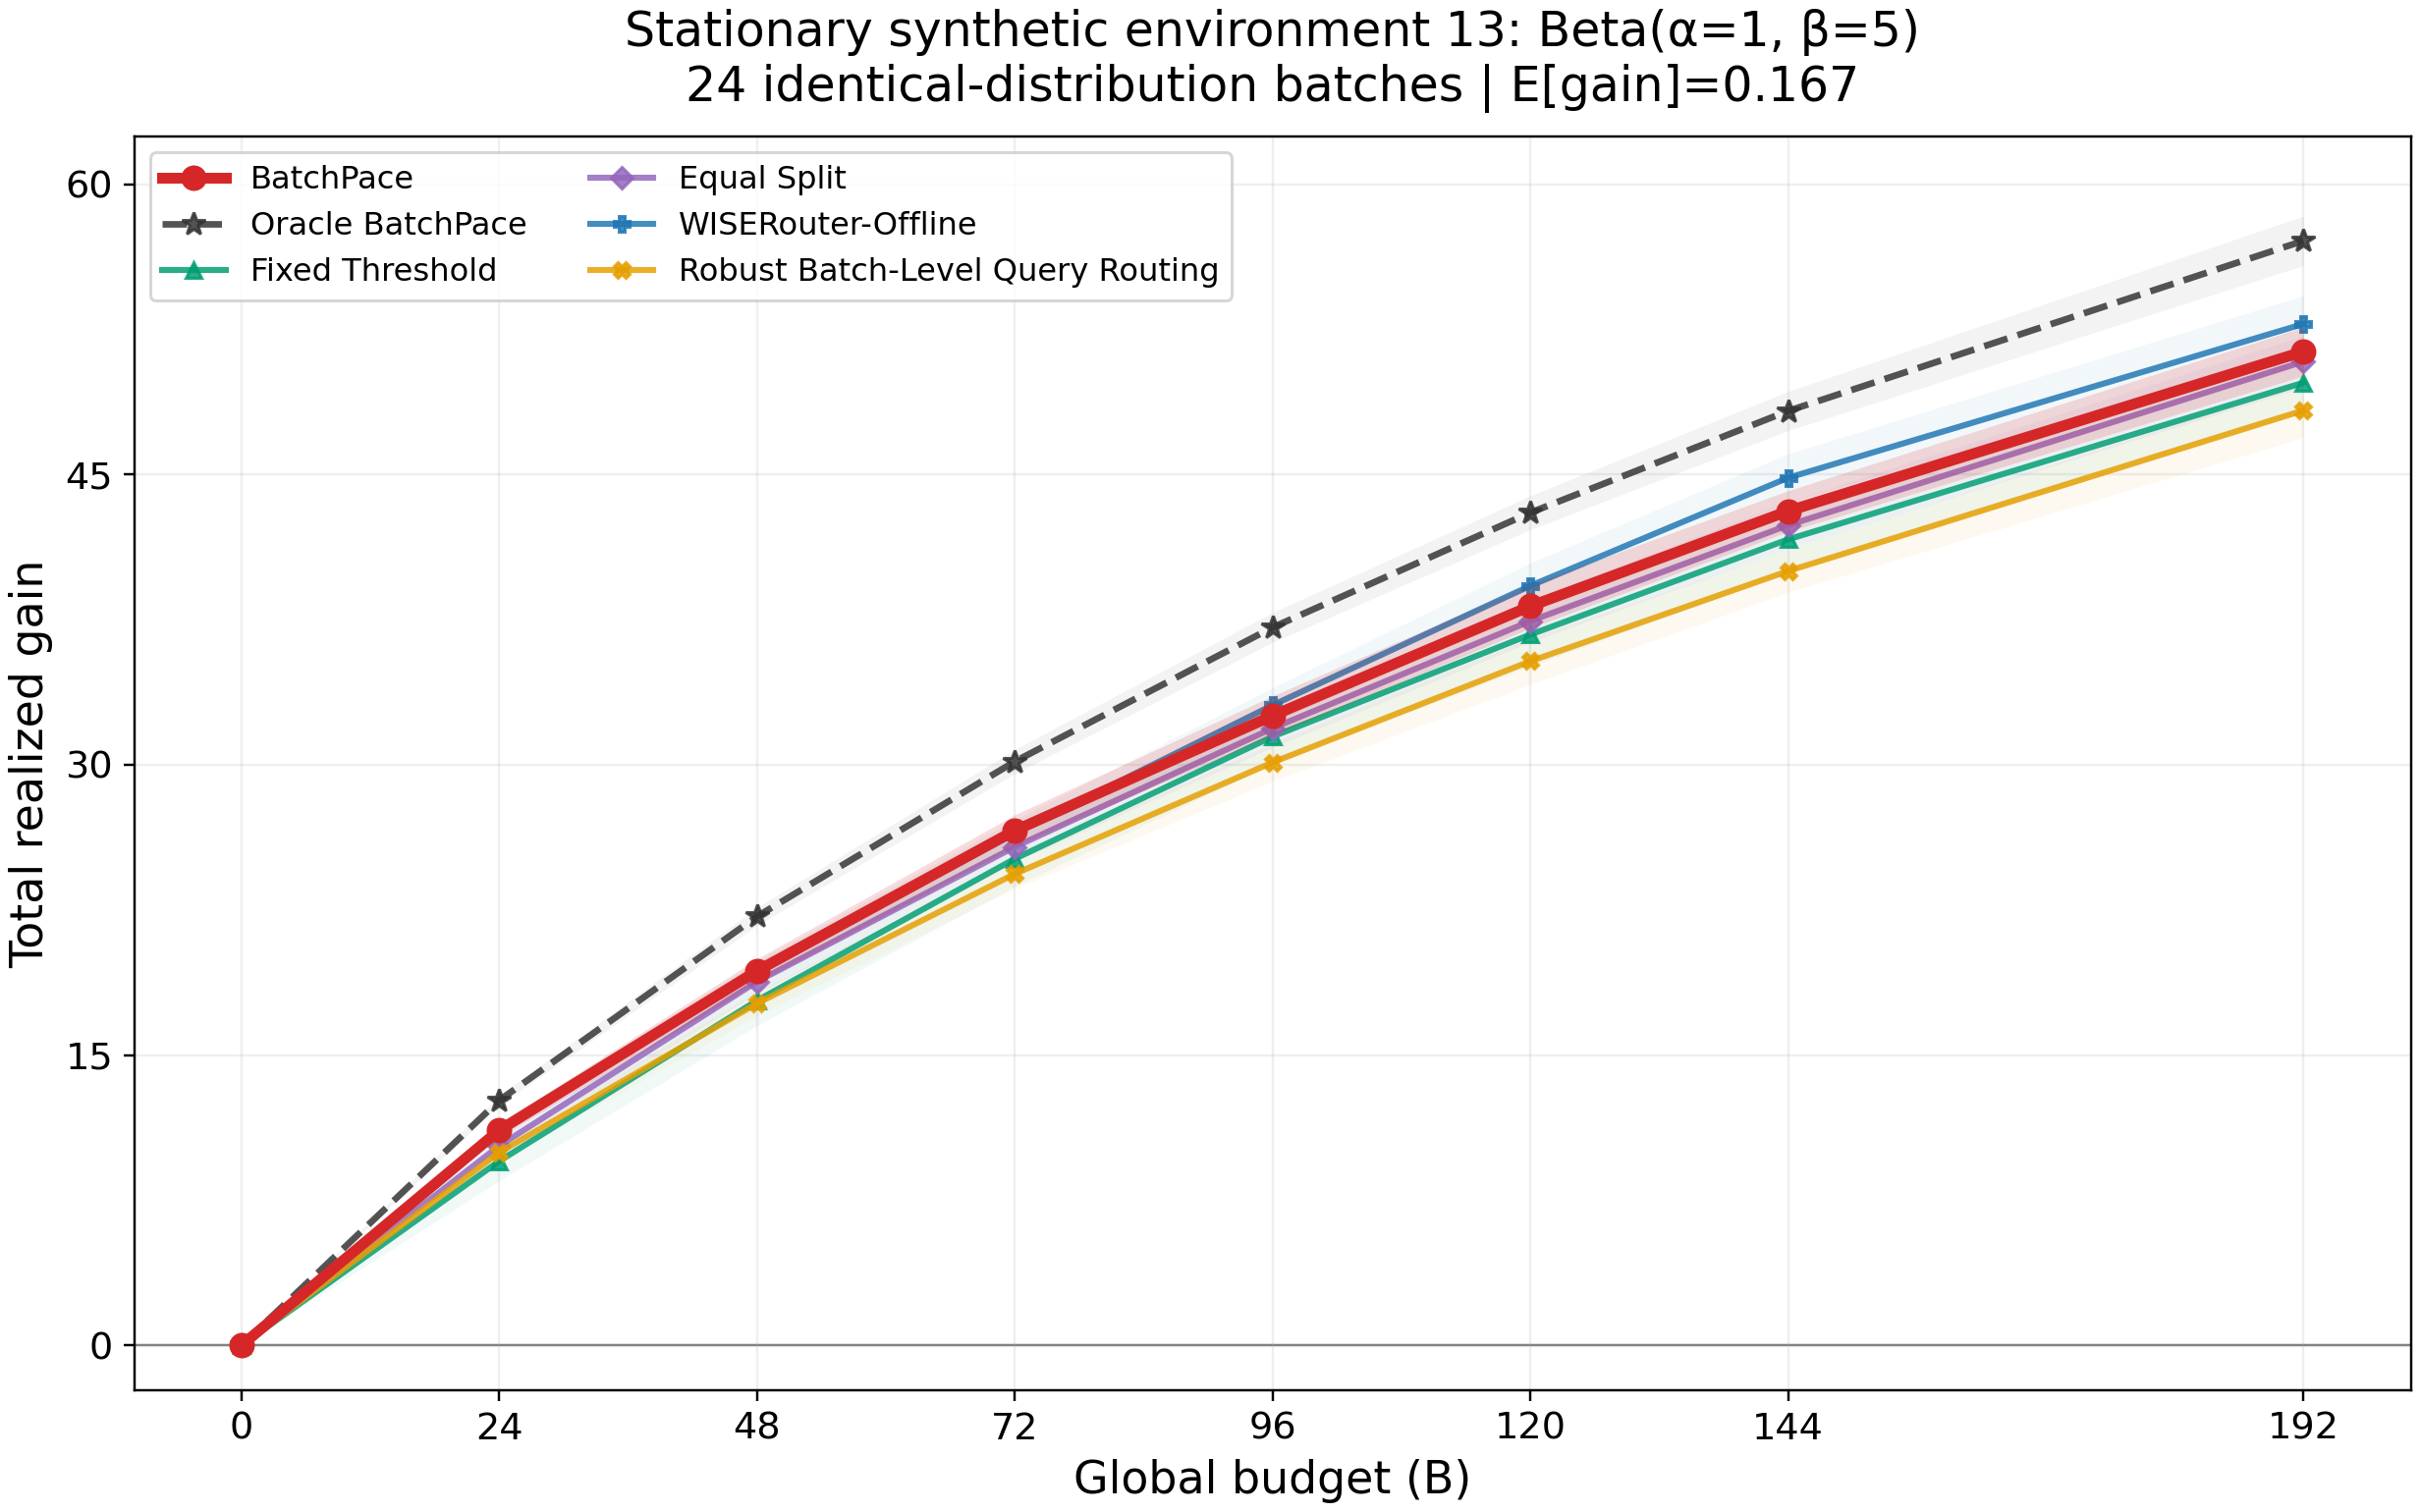 Stationary synthetic environment 13: Beta(α=1, β=5)
24 identical-distribution batches | E[gain]=0.167
BatchPace
Oracle BatchPace
Fixed Threshold
Equal Split
WISERouter-Offline
Robust Batch-Level Query Routing
Total realized gain
60
45
30
15
0
0 24 48 72 96 120 144 192
Global budget (B)